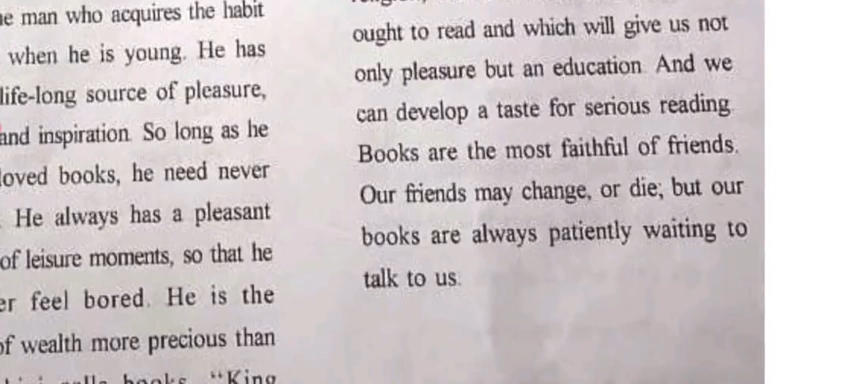 man who acquires the habit
when he is young. He has
life-long source of pleasure,
and inspiration. So long as he
loved books, he need never
He always has a pleasant
of leisure moments, so that he
feel bored. He is the
of wealth more precious than
books. "King
ought to read and which will give us not
only pleasure but an education. And we
can develop a taste for serious reading.
Books are the most faithful of friends.
Our friends may change, or die; but our
books are always patiently waiting to
talk to us.